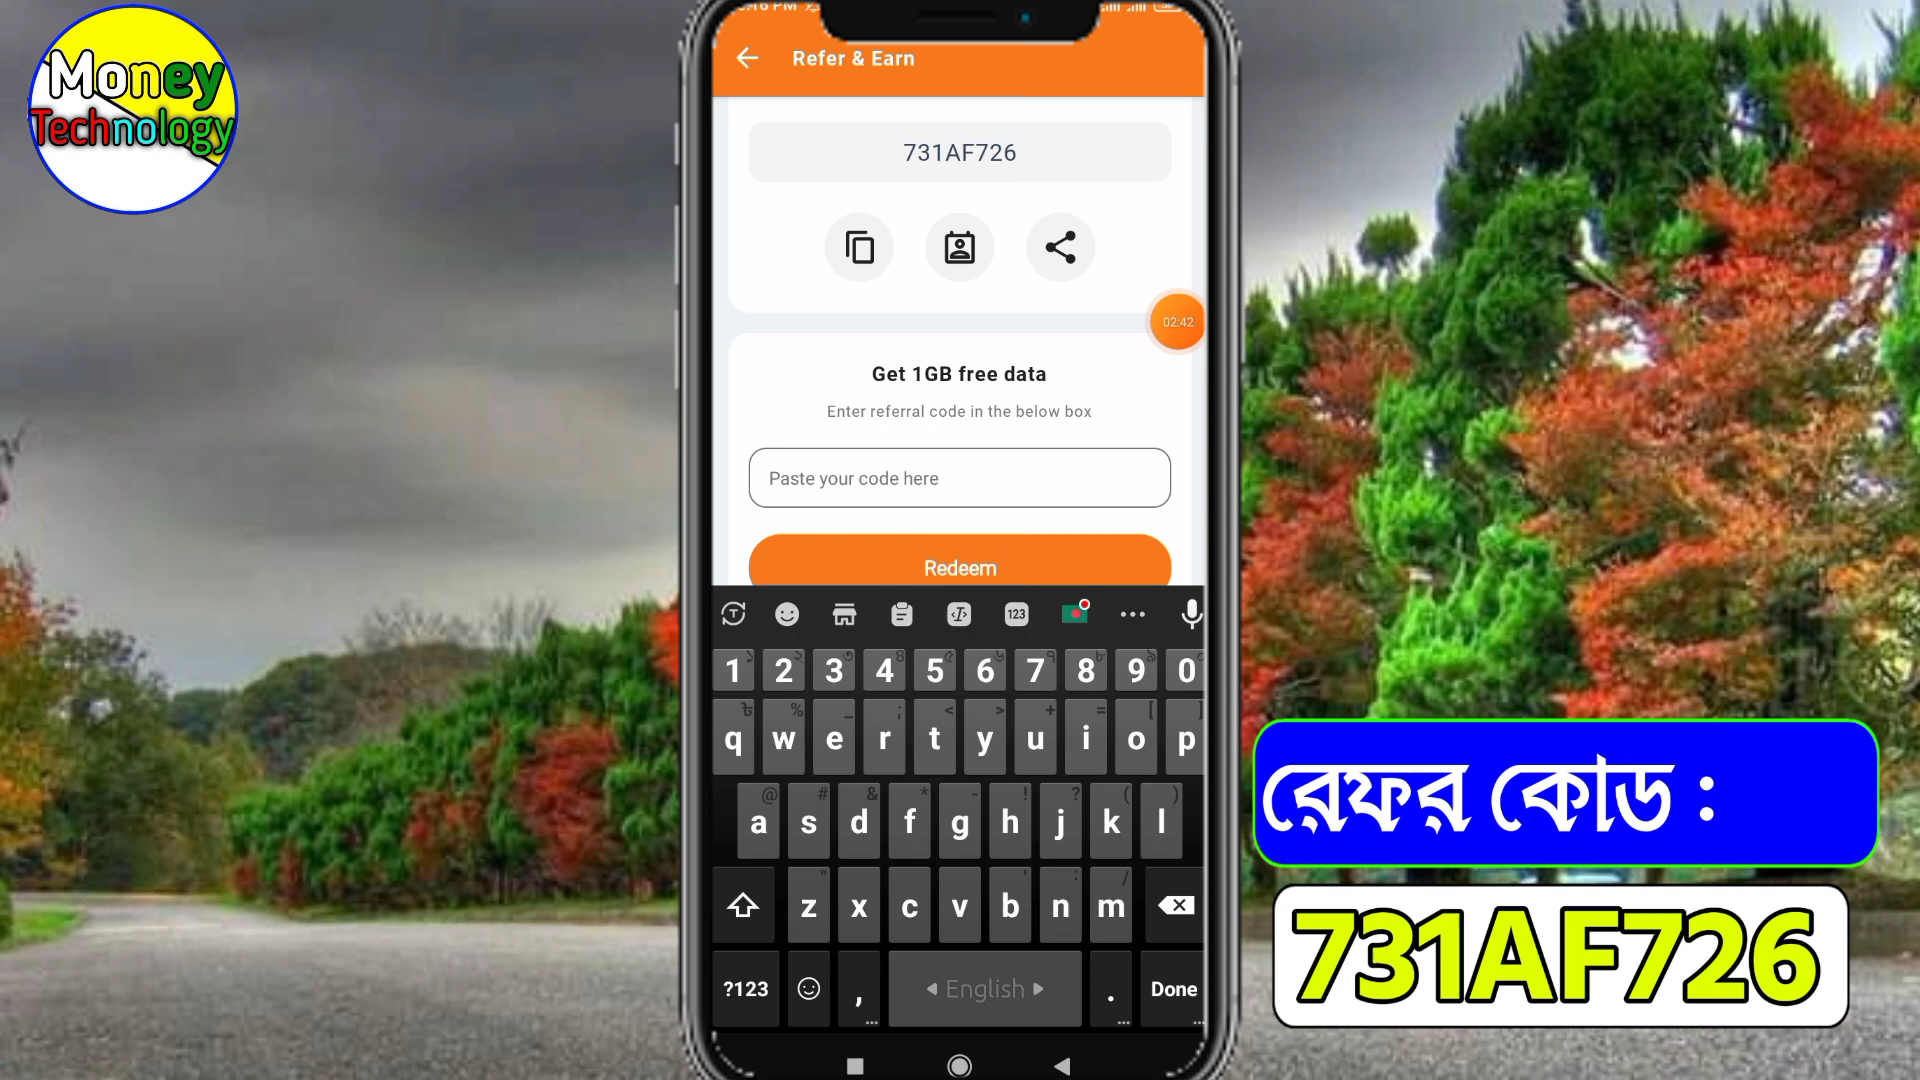 Money
Technology
Refer & Earn
731AF726
02:42
Get 1GB free data
Enter referral code in the below box
Paste your code here
Redeem
1 2 3 4 5 6 7 8 9 0
q w e r t y u i o p
a s d f g h j k l
z x c v b n m
?123 , English . Done
রেফর কোড :
731AF726